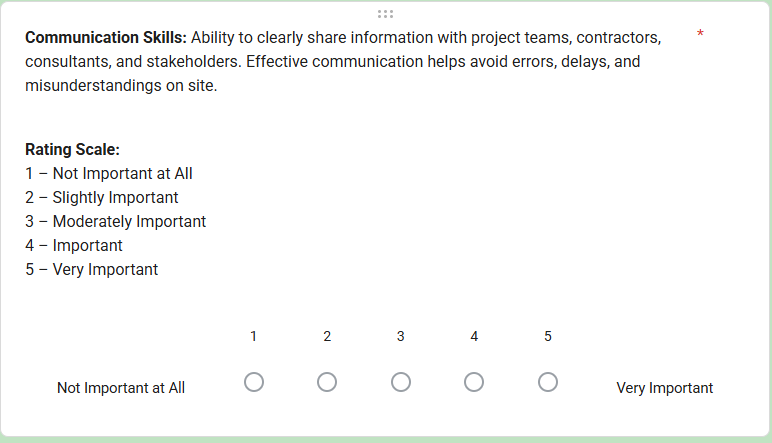 Communication Skills: Ability to clearly share information with project teams, contractors, *
consultants, and stakeholders. Effective communication helps avoid errors, delays, and
misunderstandings on site.
Rating Scale:
1 – Not Important at All
2 – Slightly Important
3 – Moderately Important
4 – Important
5 – Very Important
1 2 3 4 5
Not Important at All Very Important